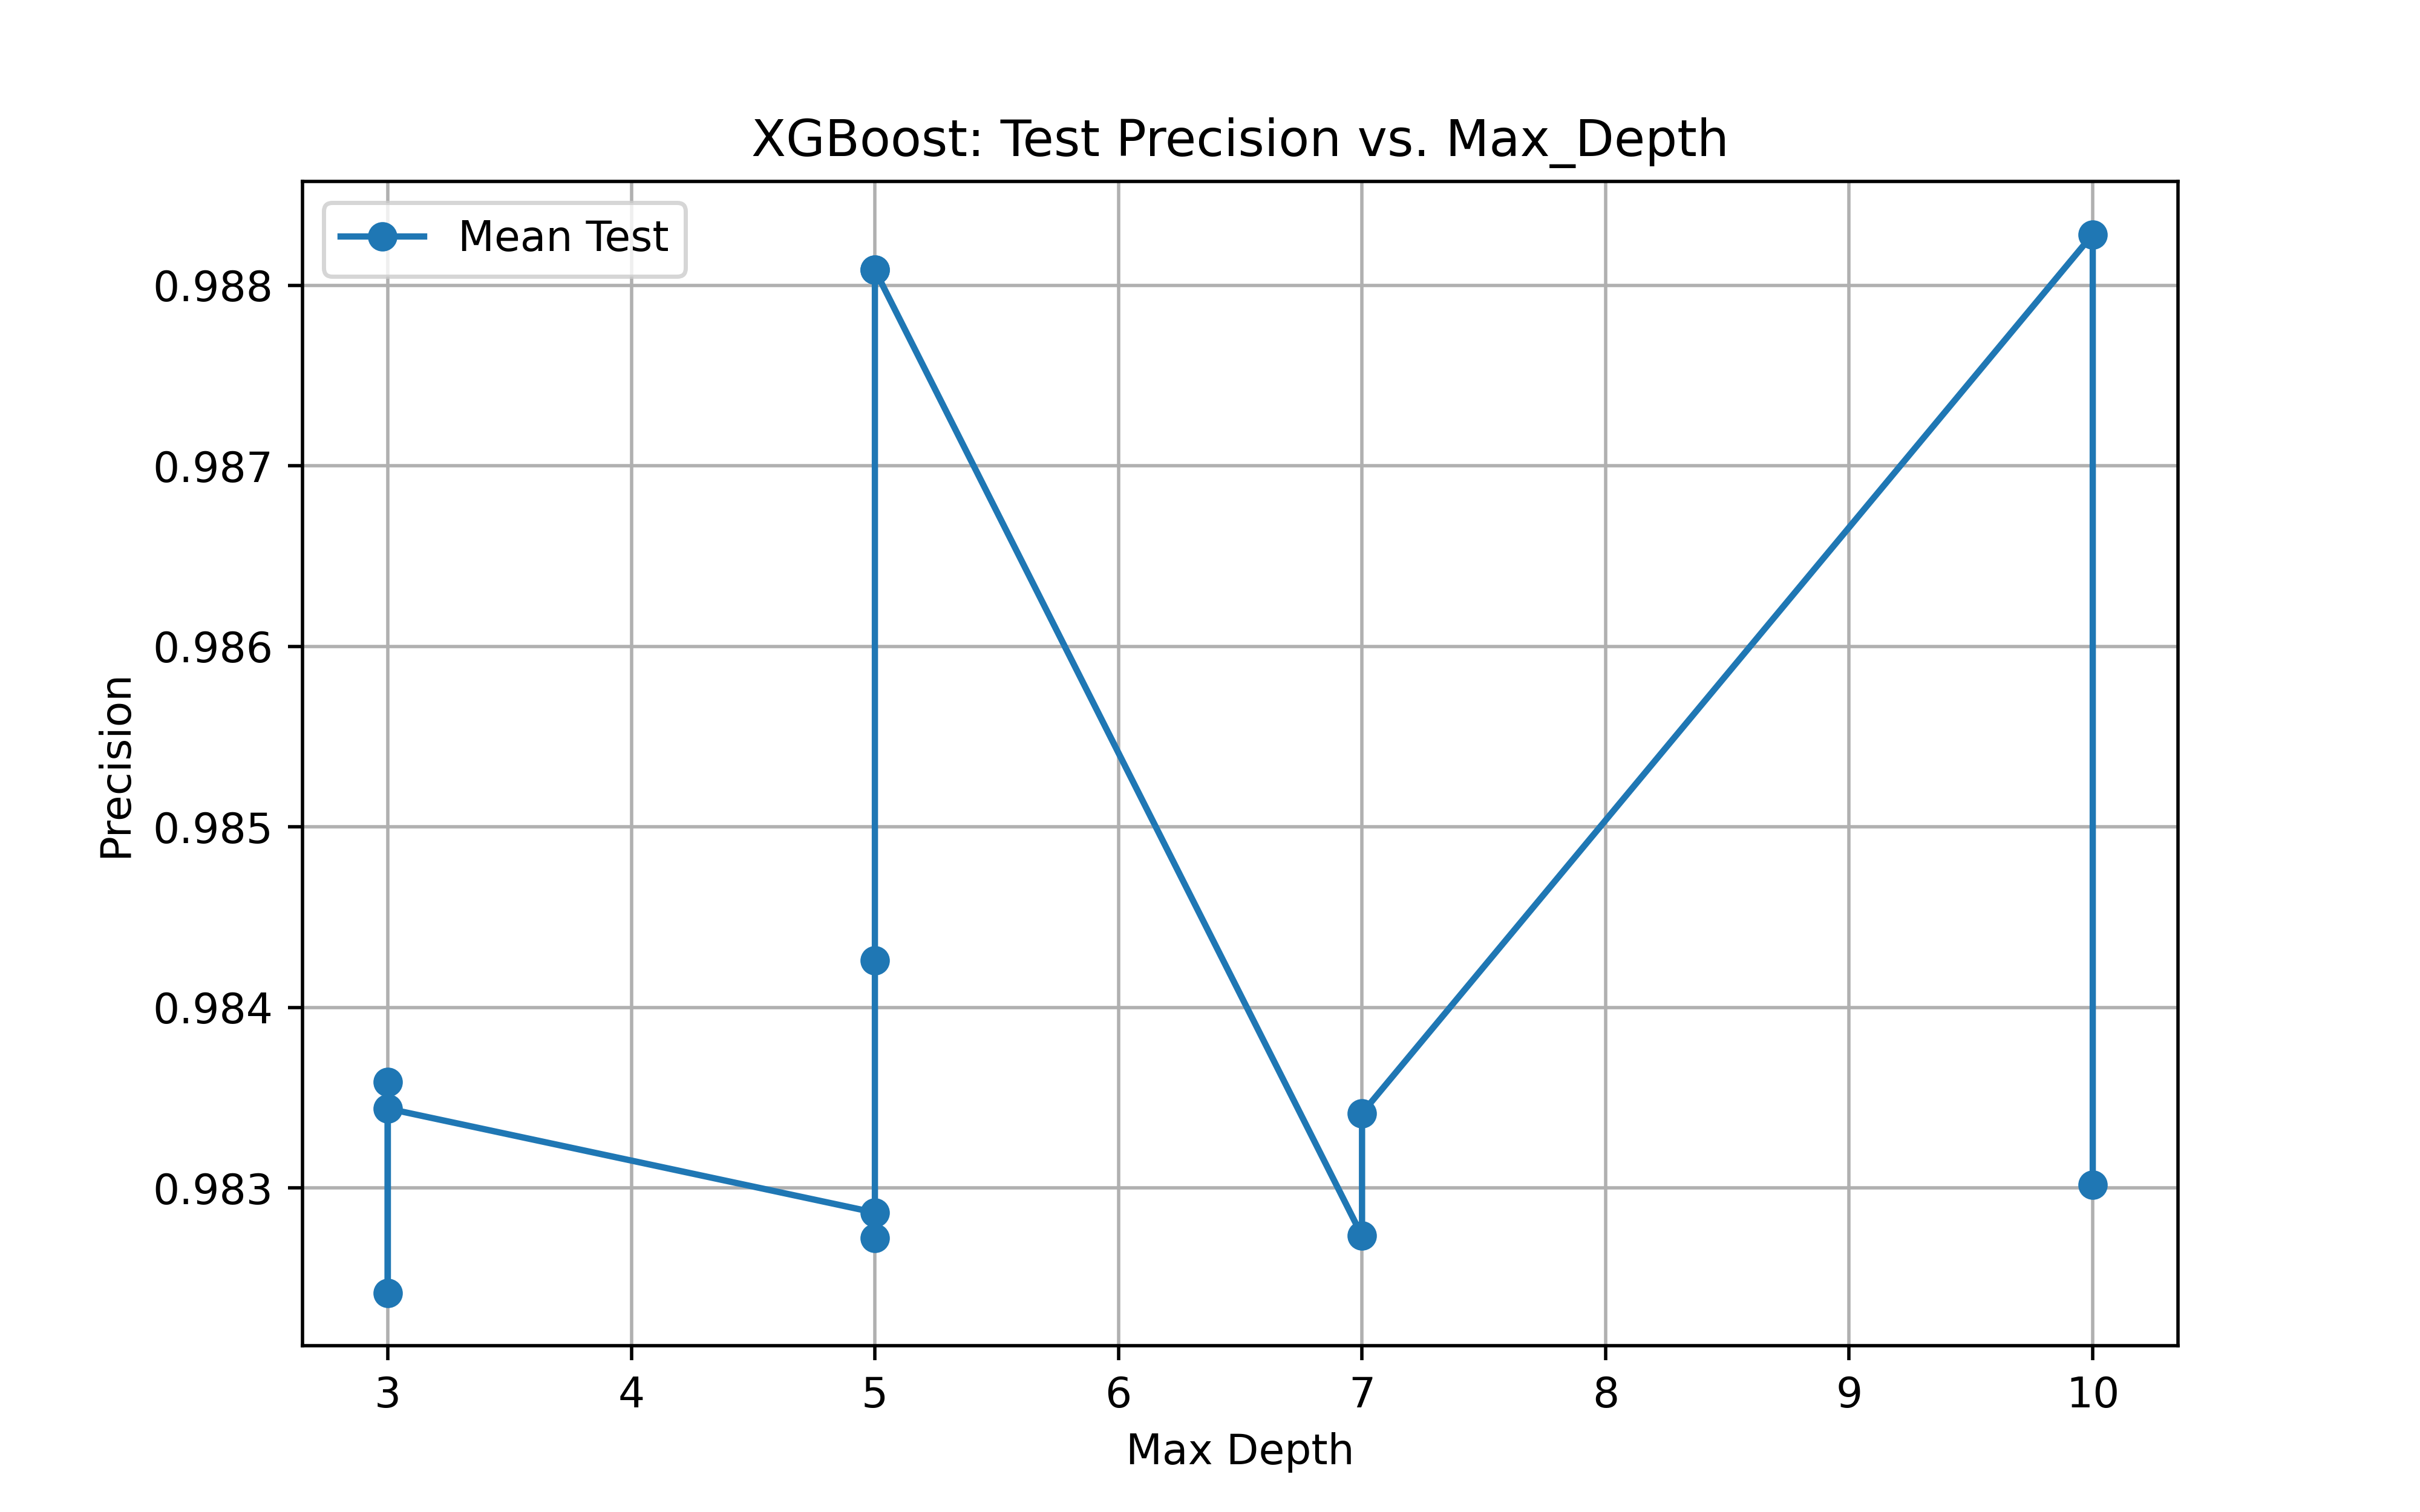 XGBoost: Test Precision vs. Max_Depth
Mean Test
0.988
0.987
0.986
0.985
0.984
0.983
Precision
3 4 5 6 7 8 9 10
Max Depth